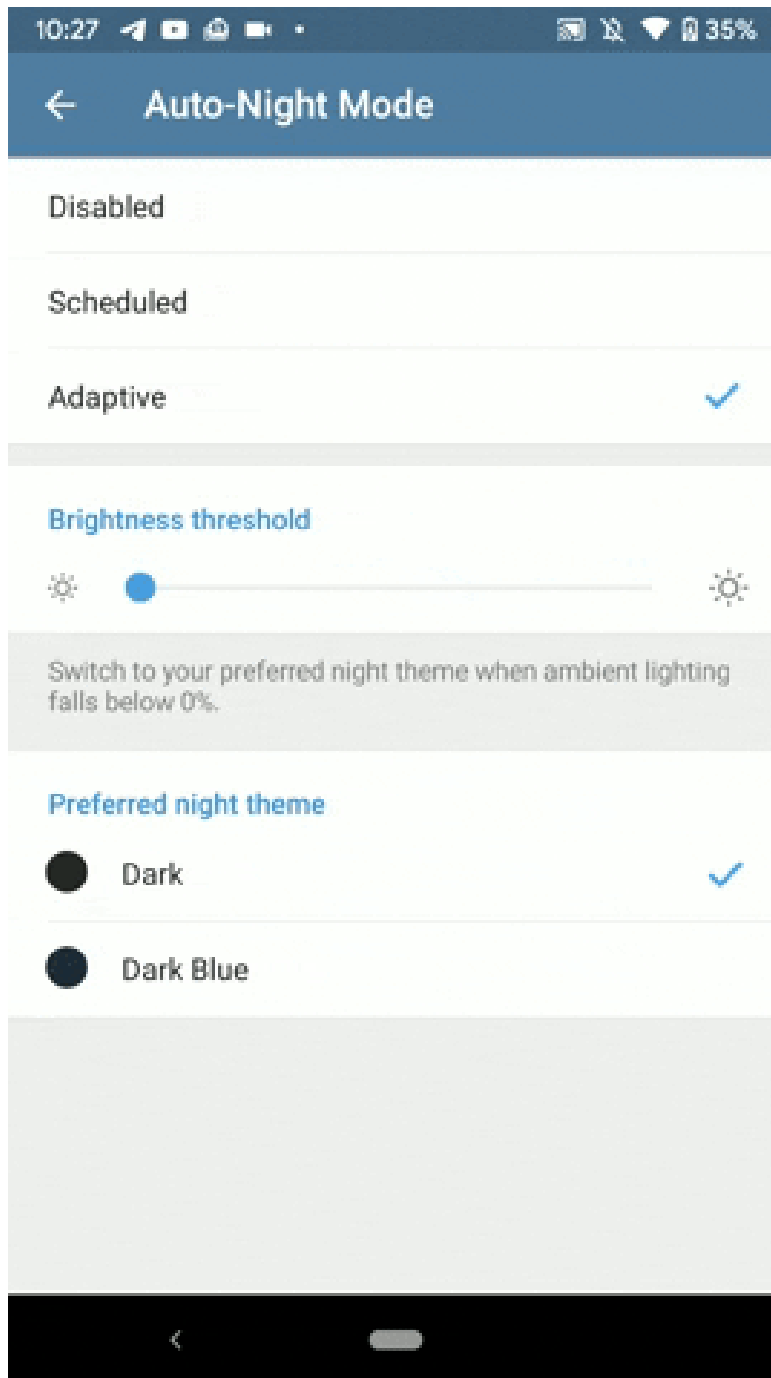 10:27 35%
Auto-Night Mode
Disabled
Scheduled
Adaptive
Brightness threshold
Switch to your preferred night theme when ambient lighting
falls below 0%.
Preferred night theme
Dark
Dark Blue